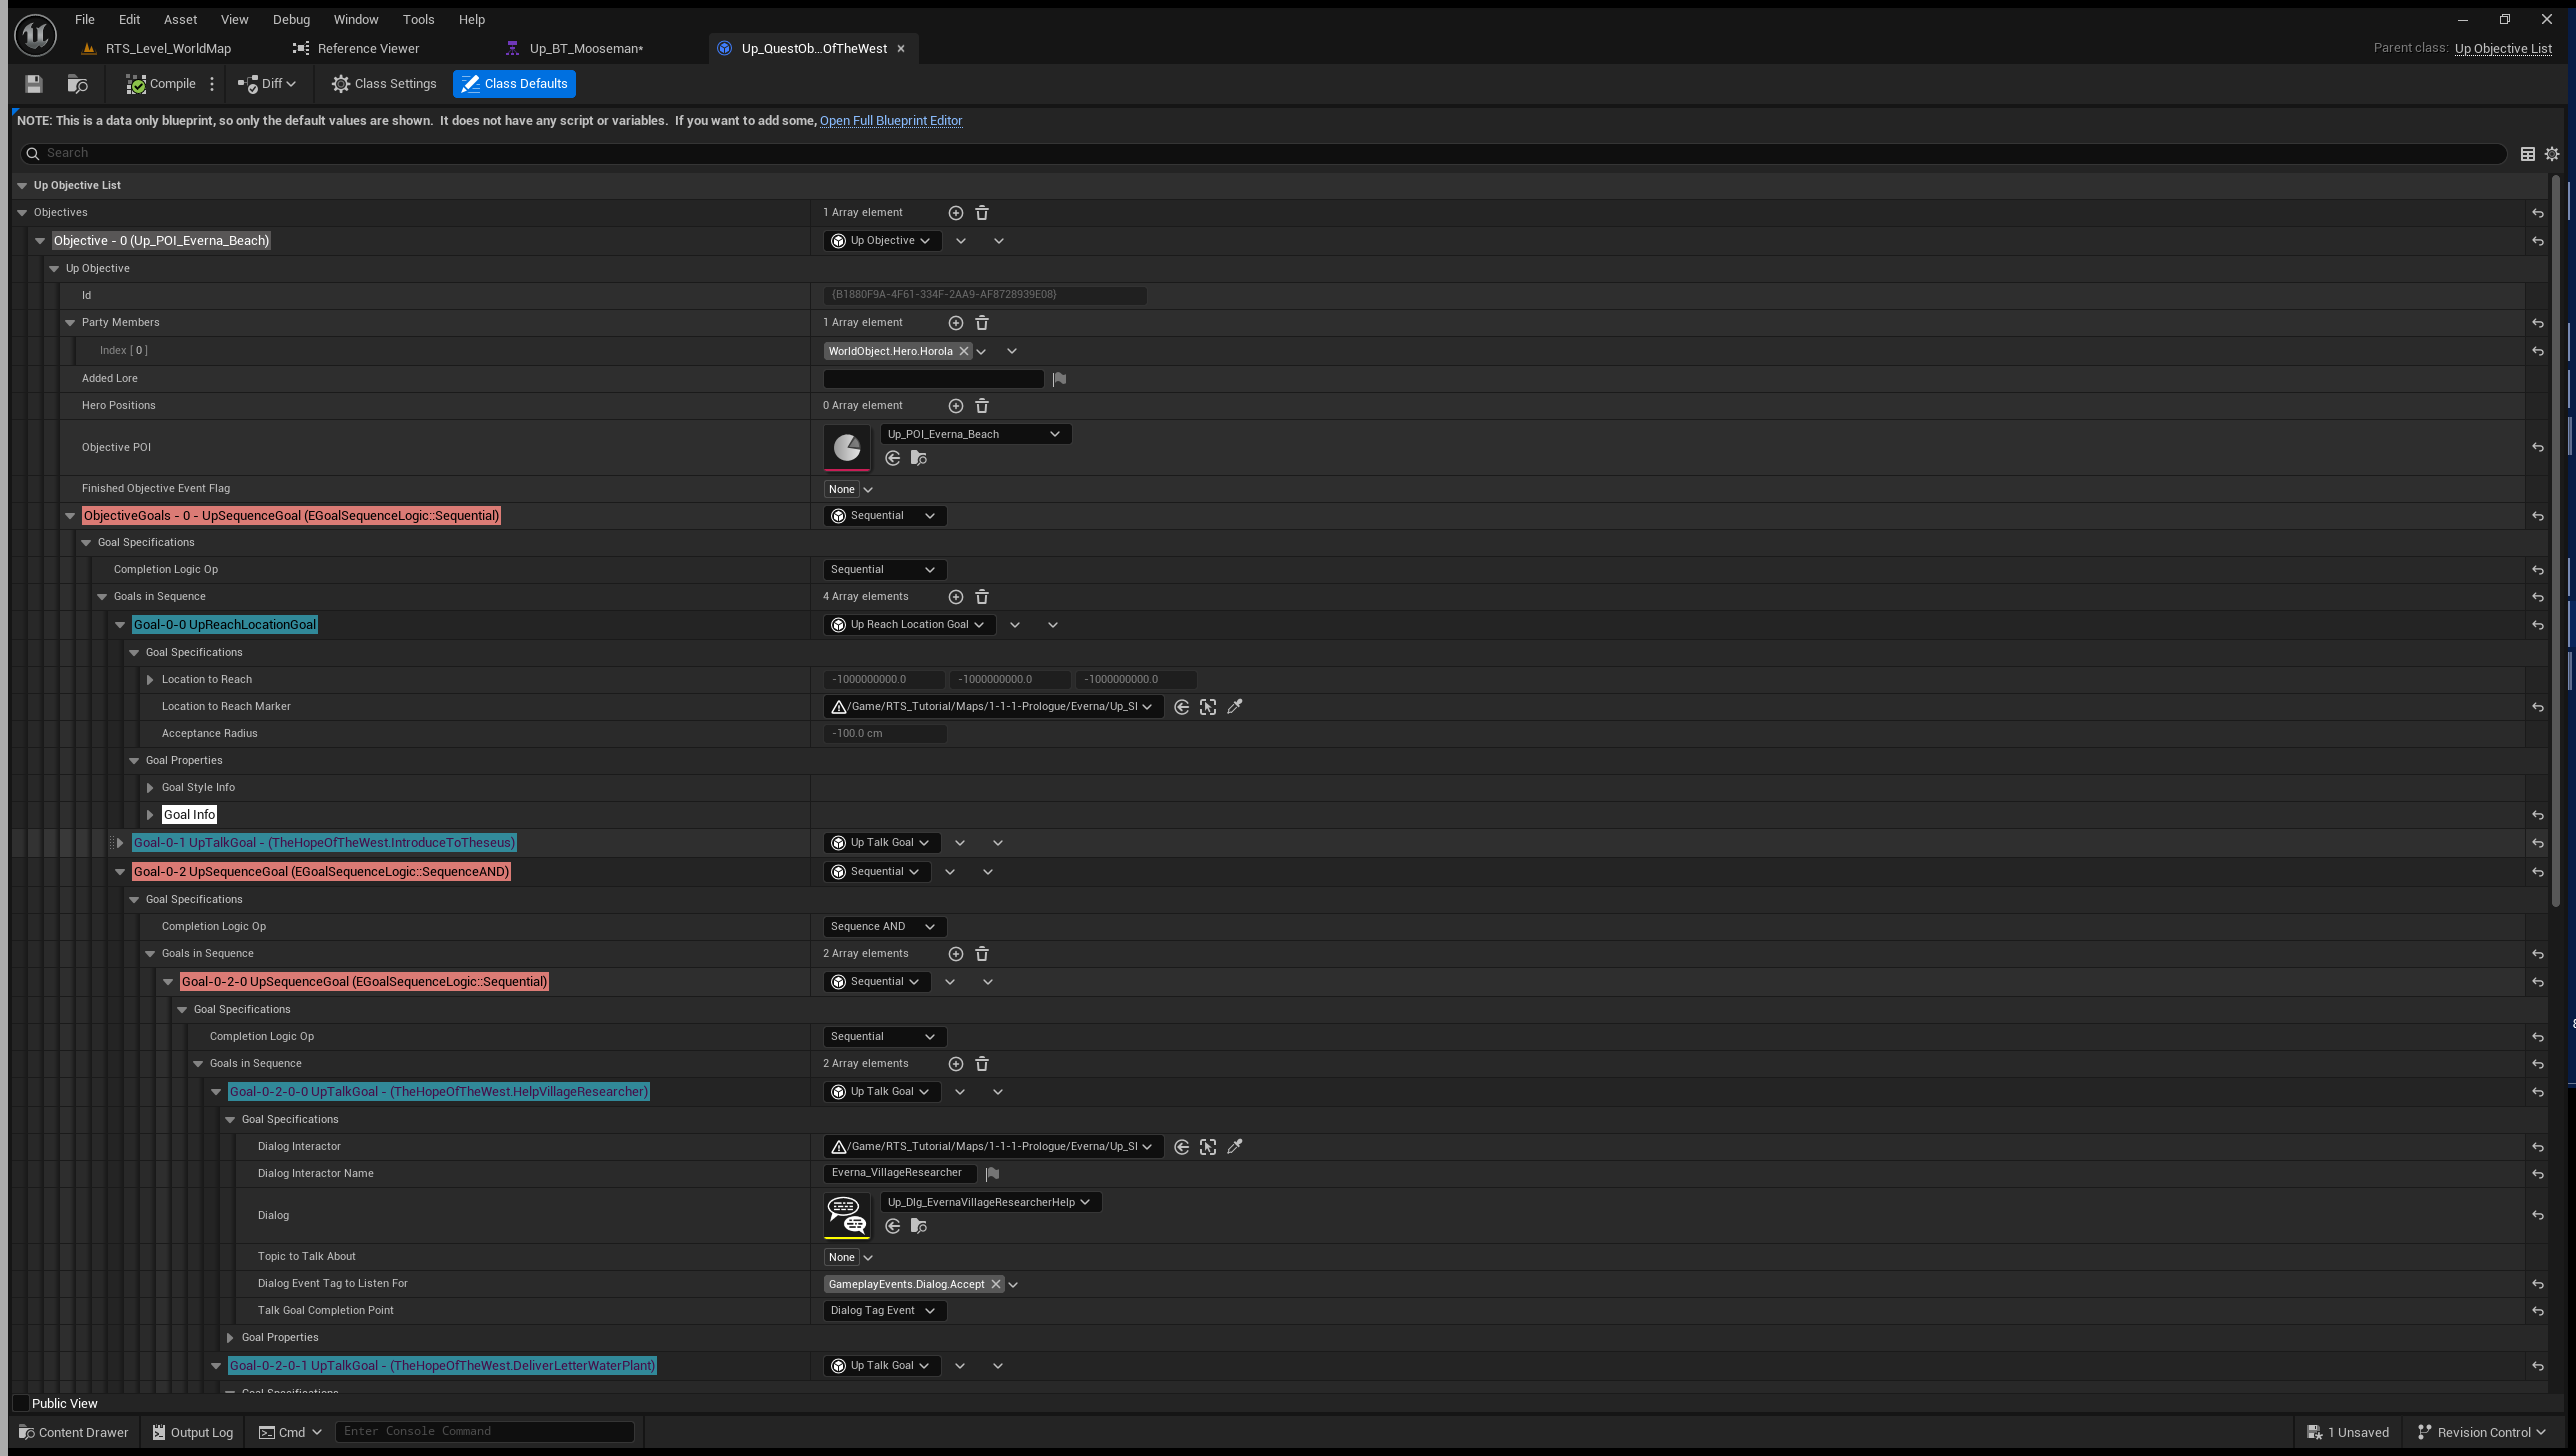 File Edit Asset View Debug Window Tools Help
RTS_Level_WorldMap Reference Viewer Up_BT_Mooseman* Up_QuestOb...OfTheWest Parent class: Up Objective List
Compile Diff Class Settings Class Defaults
NOTE: This is a data only blueprint, so only the default values are shown. It does not have any script or variables. If you want to add some, Open Full Blueprint Editor
Search
Up Objective List
Objectives 1 Array element
Objective - 0 (Up_POI_Everna_Beach) Up Objective
Up Objective
Id {B1880F9A-4F61-334F-2AA9-AF8728939E08}
Party Members 1 Array element
Index [ 0 ] WorldObject.Hero.Horola
Added Lore
Hero Positions 0 Array element
Objective POI Up_POI_Everna_Beach
Finished Objective Event Flag None
ObjectiveGoals - 0 - UpSequenceGoal (EGoalSequenceLogic::Sequential) Sequential
Goal Specifications
Completion Logic Op Sequential
Goals in Sequence 4 Array elements
Goal-0-0 UpReachLocationGoal Up Reach Location Goal
Goal Specifications
Location to Reach -1000000000.0 -1000000000.0 -1000000000.0
Location to Reach Marker /Game/RTS_Tutorial/Maps/1-1-1-Prologue/Everna/Up_Sl
Acceptance Radius -100.0 cm
Goal Properties
Goal Style Info
Goal Info
Goal-0-1 UpTalkGoal - (TheHopeOfTheWest.IntroduceToTheseus) Up Talk Goal
Goal-0-2 UpSequenceGoal (EGoalSequenceLogic::SequenceAND) Sequential
Goal Specifications
Completion Logic Op Sequence AND
Goals in Sequence 2 Array elements
Goal-0-2-0 UpSequenceGoal (EGoalSequenceLogic::Sequential) Sequential
Goal Specifications
Completion Logic Op Sequential
Goals in Sequence 2 Array elements
Goal-0-2-0-0 UpTalkGoal - (TheHopeOfTheWest.HelpVillageResearcher) Up Talk Goal
Goal Specifications
Dialog Interactor /Game/RTS_Tutorial/Maps/1-1-1-Prologue/Everna/Up_Sl
Dialog Interactor Name Everna_VillageResearcher
Dialog Up_Dlg_EvernaVillageResearcherHelp
Topic to Talk About None
Dialog Event Tag to Listen For GameplayEvents.Dialog.Accept
Talk Goal Completion Point Dialog Tag Event
Goal Properties
Goal-0-2-0-1 UpTalkGoal - (TheHopeOfTheWest.DeliverLetterWaterPlant) Up Talk Goal
Goal Specifications
Public View
Content Drawer Output Log Cmd Enter Console Command 1 Unsaved Revision Control